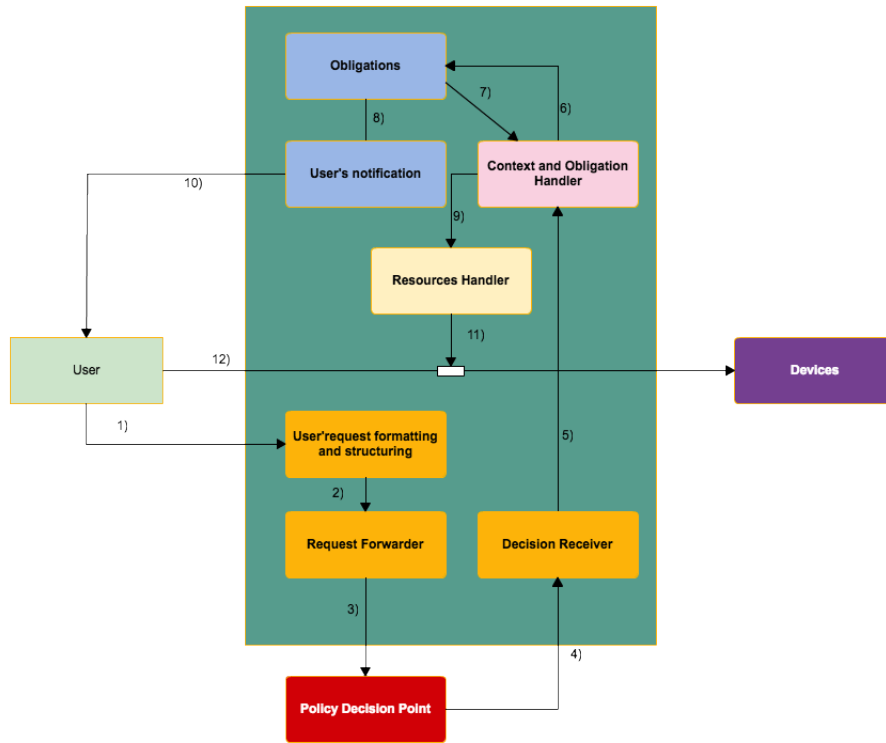 Obligations
7)
6)
8)
User's notification
Context and Obligation
Handler
10)
9)
Resources Handler
11)
User
12)
Devices
1)
User'request formatting
and structuring
5)
2)
Request Forwarder
Decision Receiver
3)
4)
Policy Decision Point